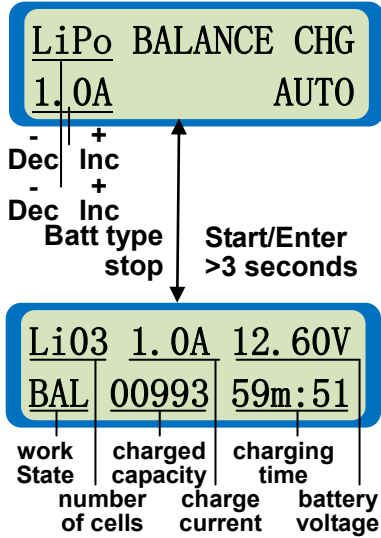 LiPo BALANCE CHG
1.0A AUTO
- +
Dec Inc
- +
Dec Inc
Batt type Start/Enter
stop >3 seconds
Li03 1.0A 12.60V
BAL 00993 59m:51
work charged charging
State capacity time
number charge battery
of cells current voltage